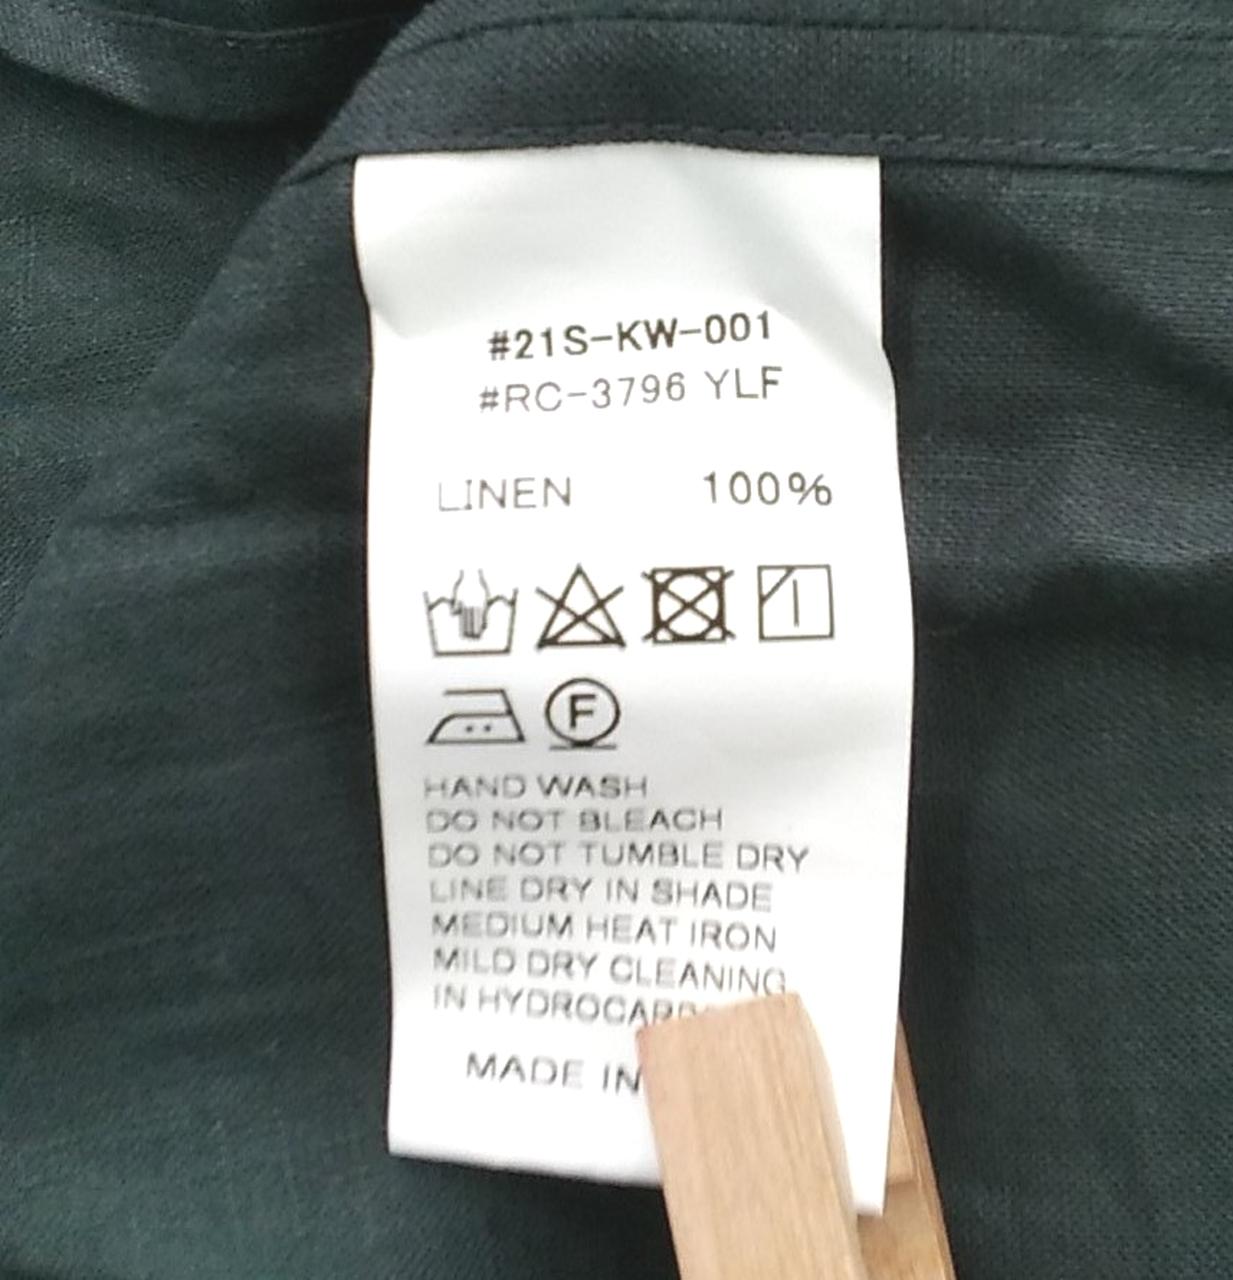 #21S-KW-001
#RC-3796 YLF
LINEN 100%
F
HAND WASH
DO NOT BLEACH
DO NOT TUMBLE DRY
LINE DRY IN SHADE
MEDIUM HEAT IRON
MILD DRY CLEANING
IN
MADE IN